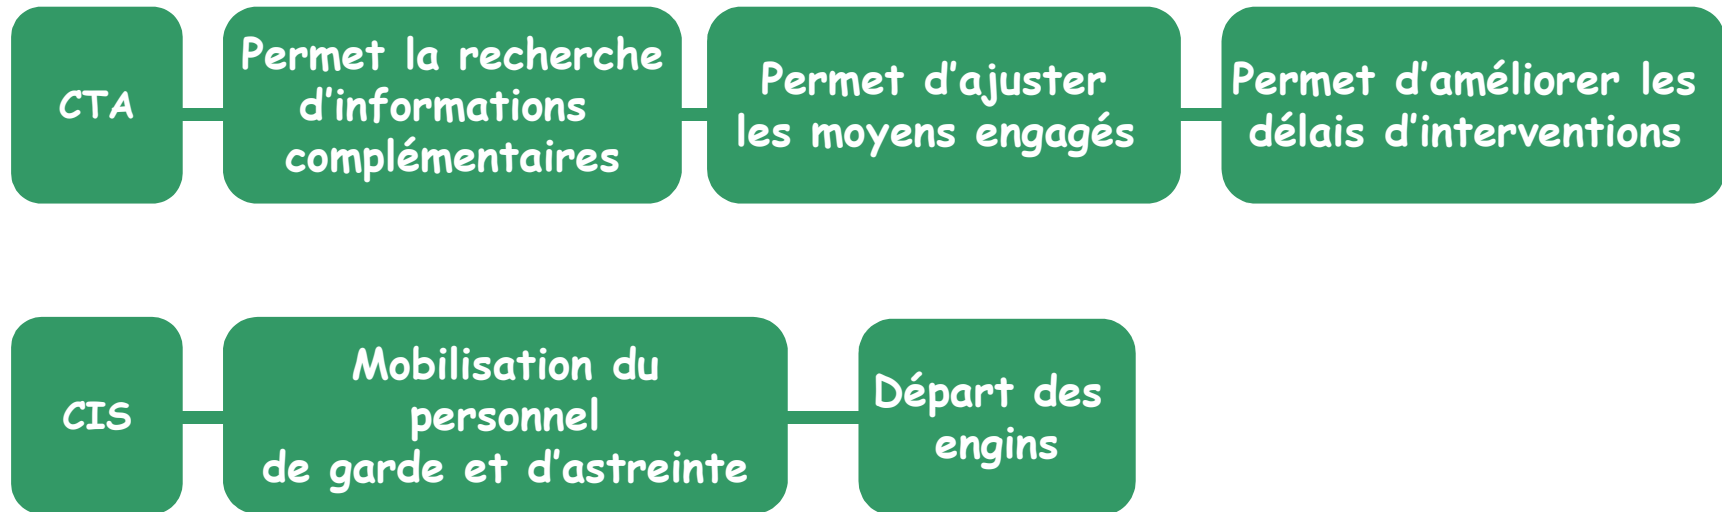 CTA
Permet la recherche
d'informations
complémentaires
Permet d'ajuster
les moyens engagés
Permet d'améliorer les
délais d'interventions
CIS
Mobilisation du
personnel
de garde et d'astreinte
Départ des
engins